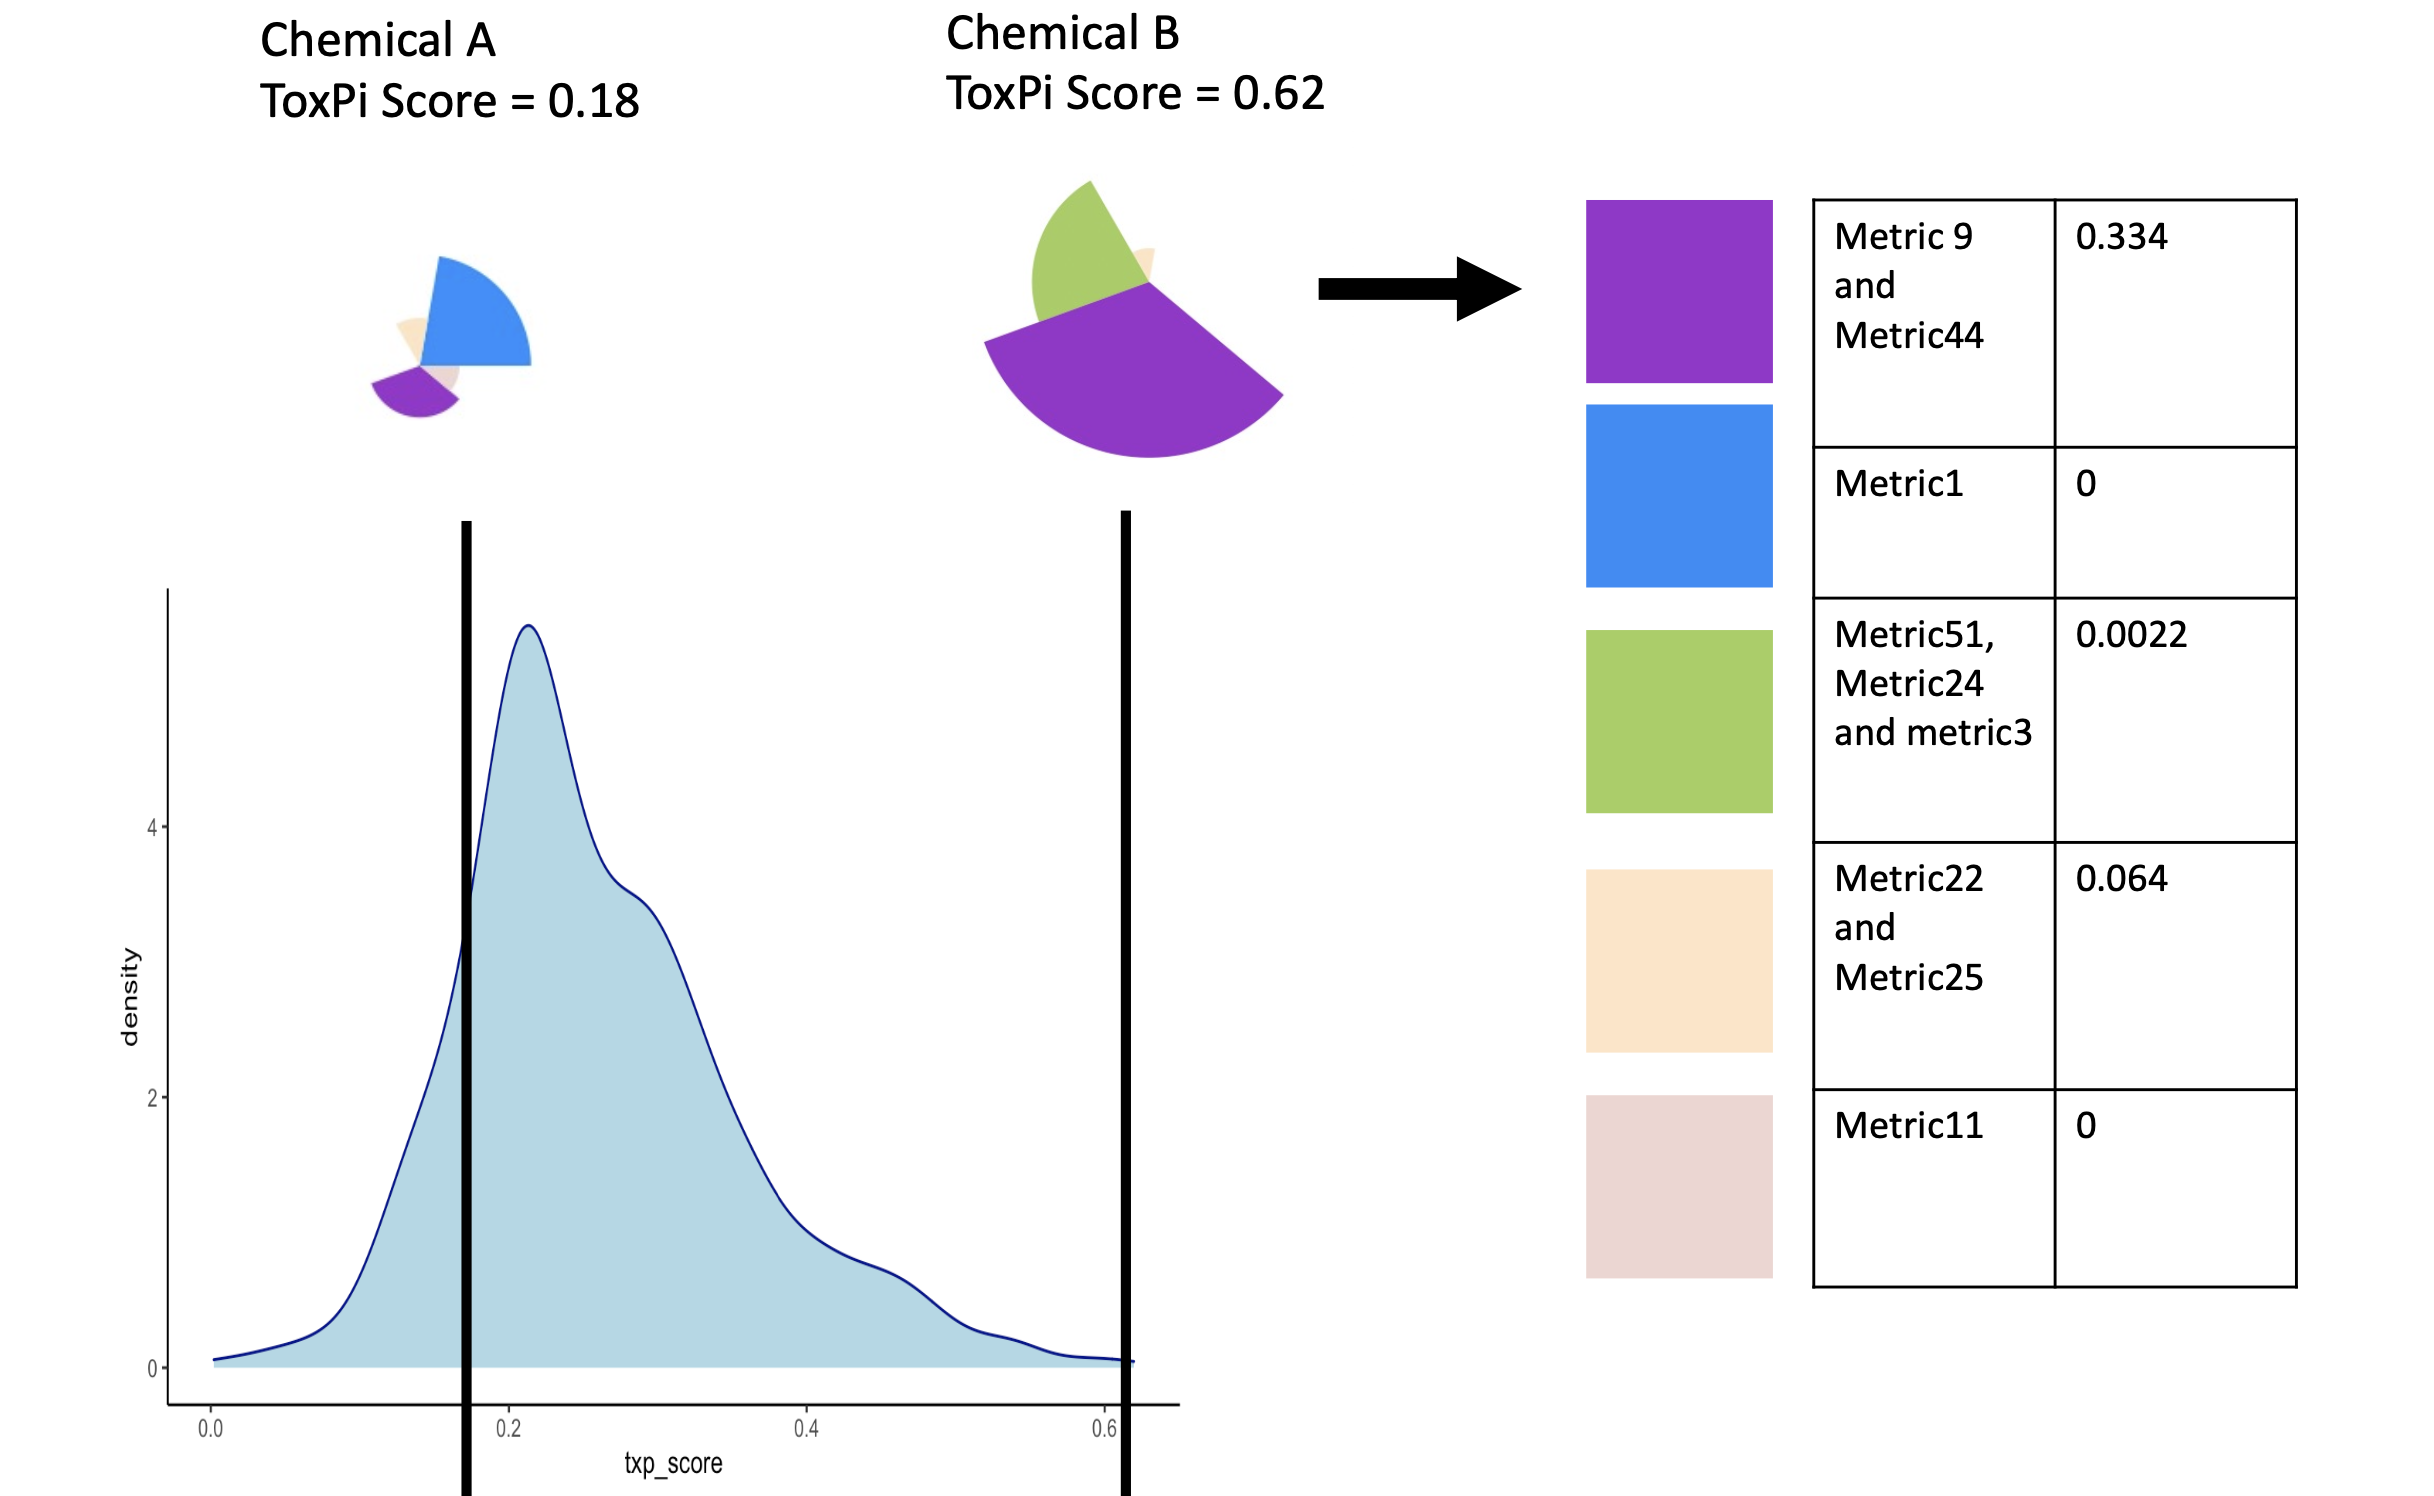 Chemical A
ToxPi Score = 0.18
Chemical B
ToxPi Score = 0.62
Metric 9
and
Metric44
0.334
Metric1
0
Metric51,
Metric24
and metric3
0.0022
Metric22
and
Metric25
0.064
Metric11
0
density
4
2
0
0.0
0.2
0.4
0.6
txp_score